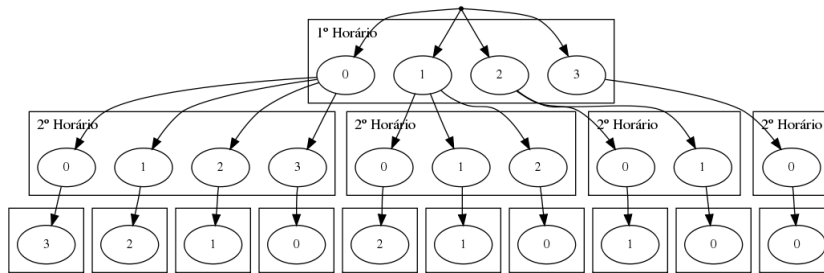 1º Horário
0 1 2 3
2º Horário 2º Horário 2º Horário 2º Horário
0 1 2 3 0 1 2 0 1 0
3 2 1 0 2 1 0 1 0 0